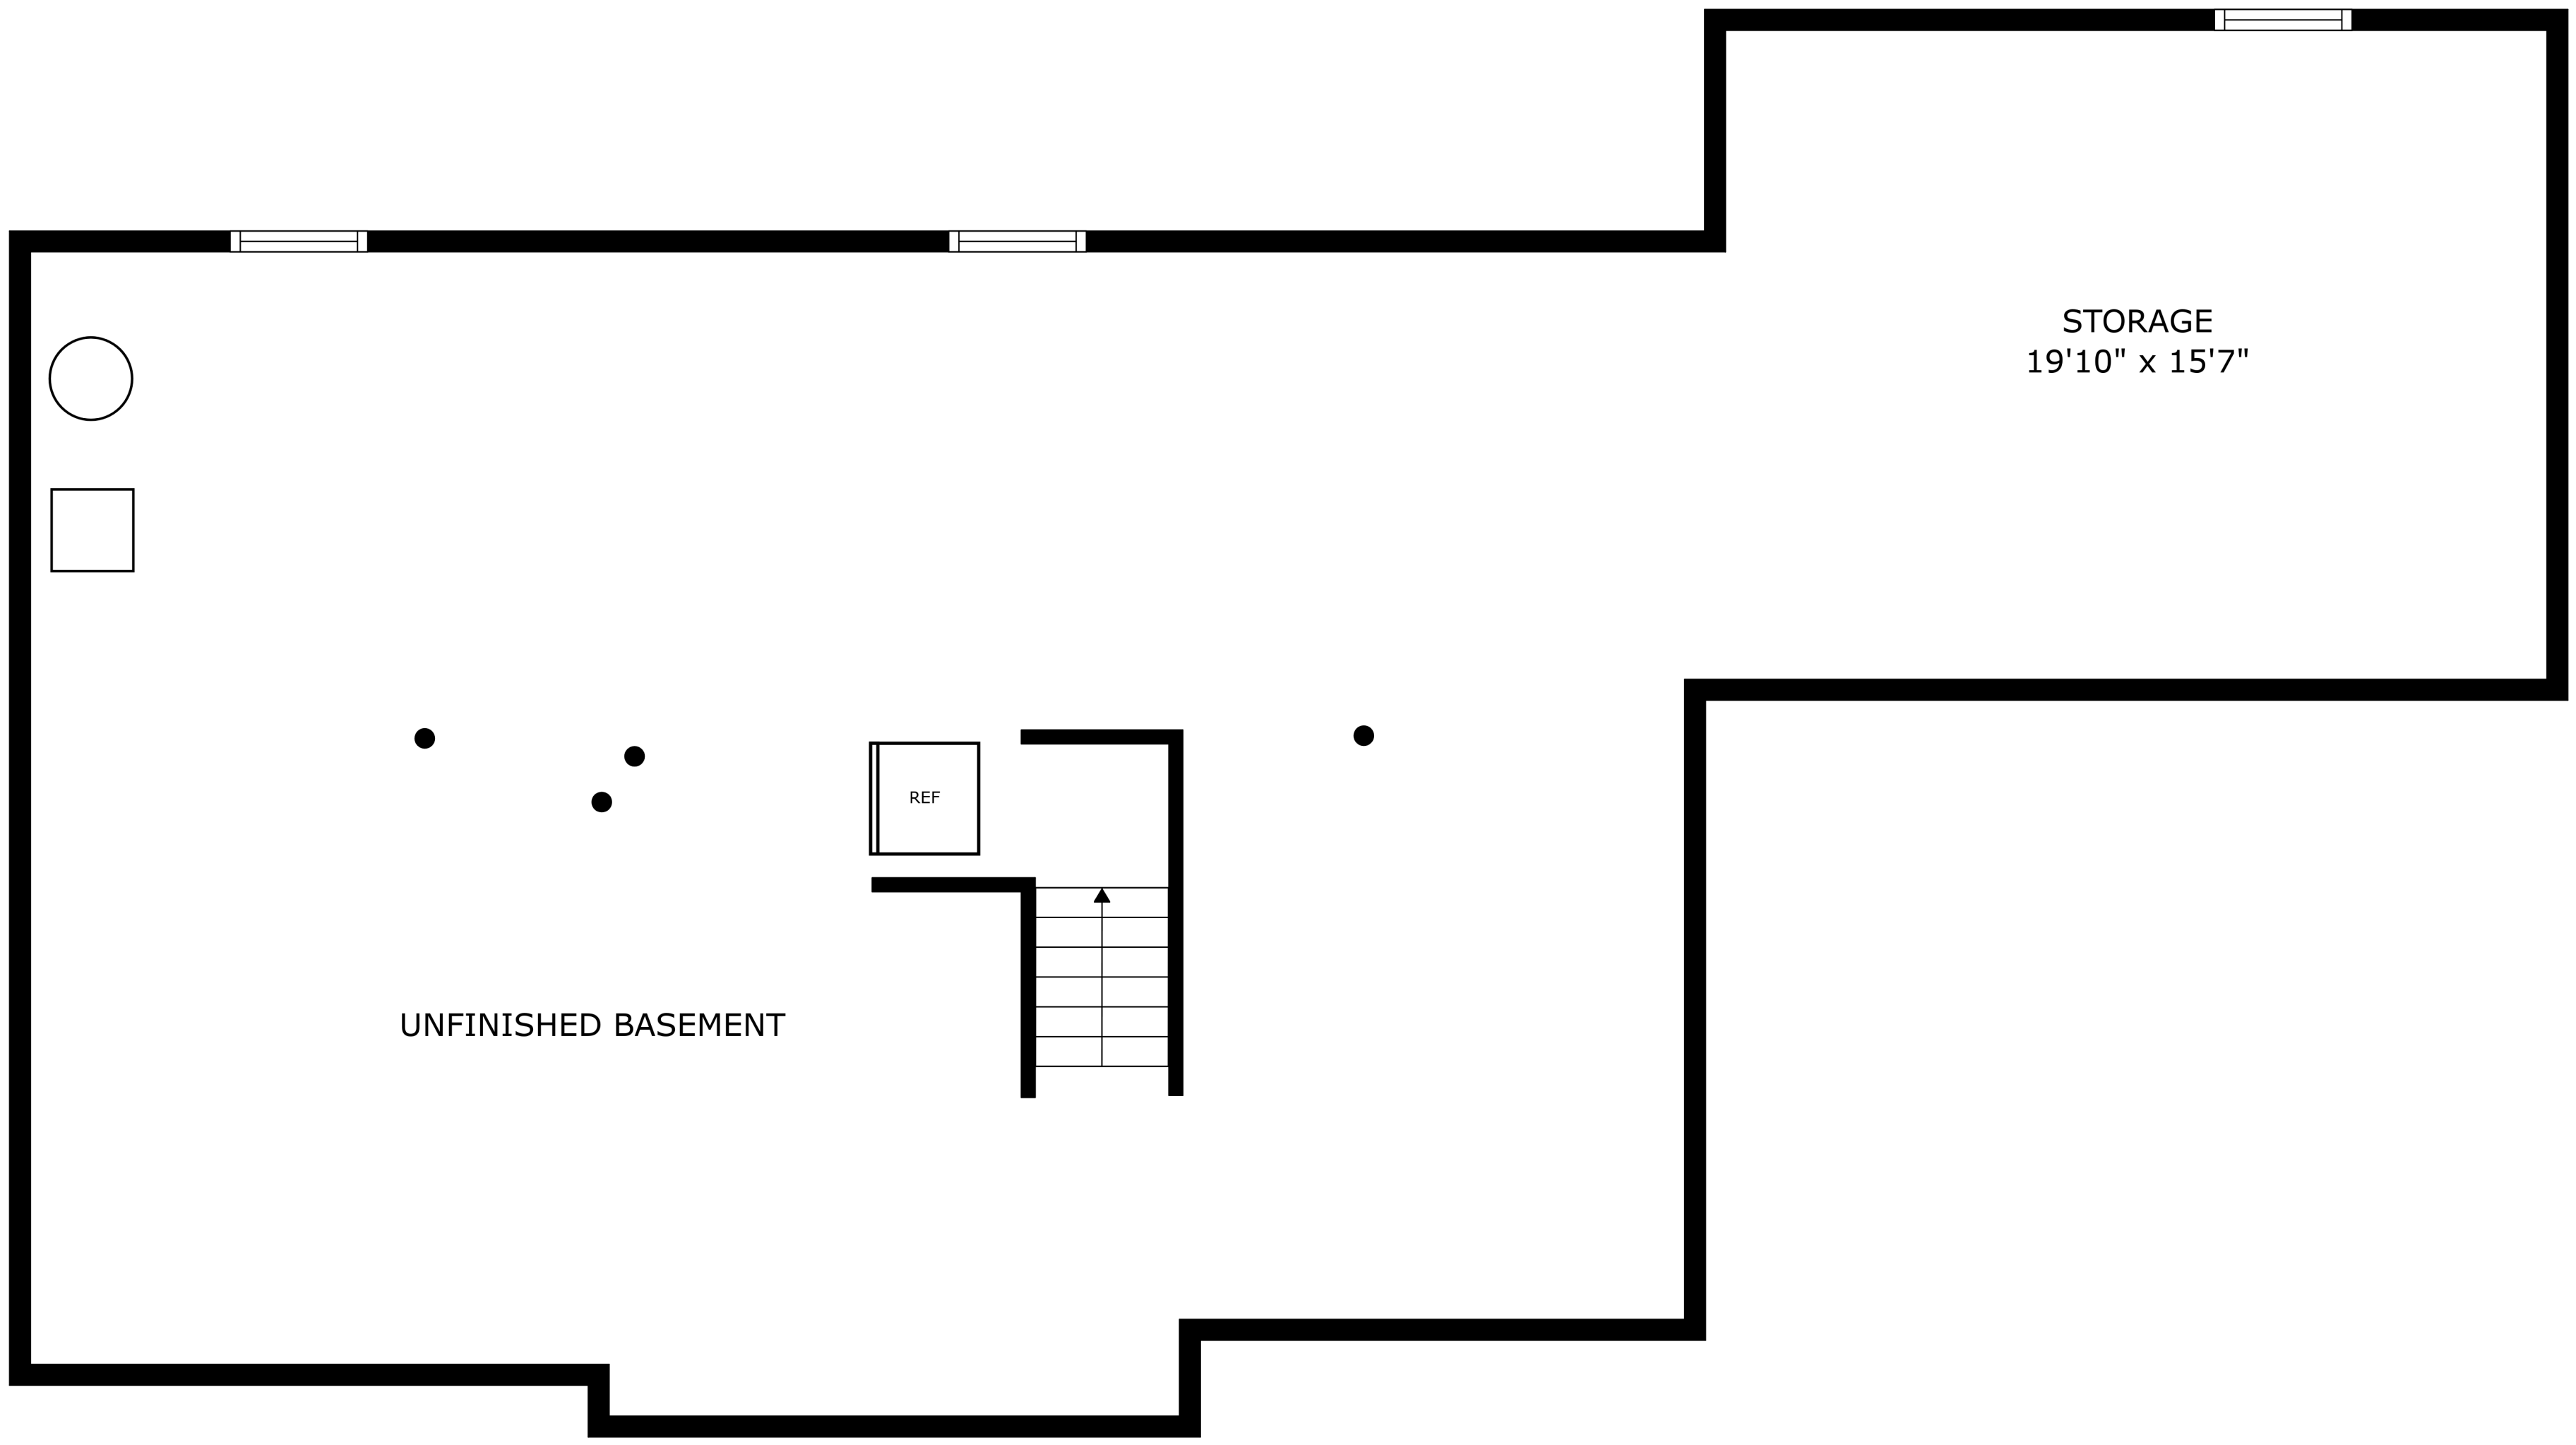 STORAGE
19'10" x 15'7"
REF
UNFINISHED BASEMENT